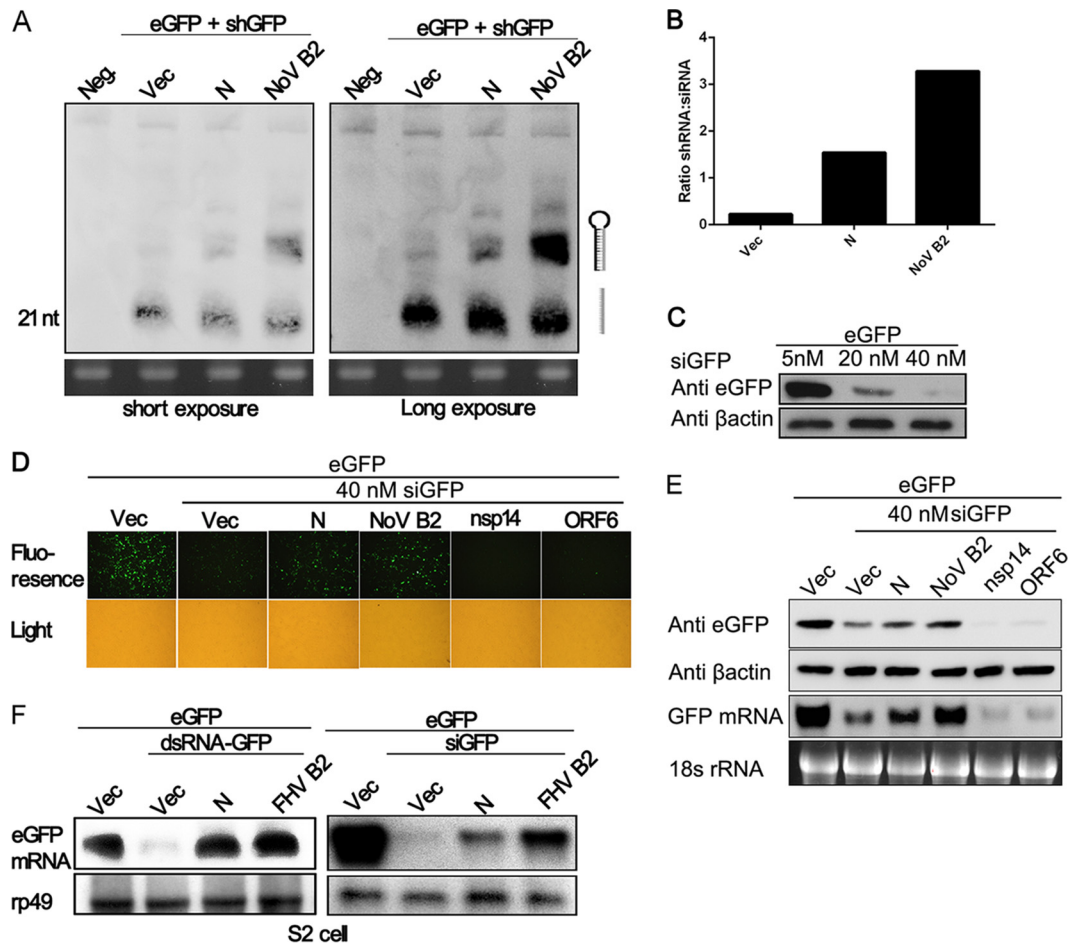 A
eGFP + shGFP
eGFP + shGFP
Neg.
Vec
N
NoV B2
Neg.
Vec
N
NoV B2
21 nt
short exposure
Long exposure
B
Ratio shRNA:siRNA
4
3
2
1
0
Vec
N
NoV B2
C
eGFP
siGFP 5nM 20 nM 40 nM
Anti eGFP
Anti βactin
D
eGFP
40 nM siGFP
Vec Vec N NoV B2 nsp14 ORF6
Fluo-
resence
Light
E
eGFP
40 nM siGFP
Vec
Vec
N
NoV B2
nsp14
ORF6
Anti eGFP
Anti βactin
GFP mRNA
18s rRNA
F
eGFP
dsRNA-GFP
Vec
Vec
N
FHV B2
eGFP
siGFP
Vec
Vec
N
FHV B2
eGFP
mRNA
rp49
S2 cell